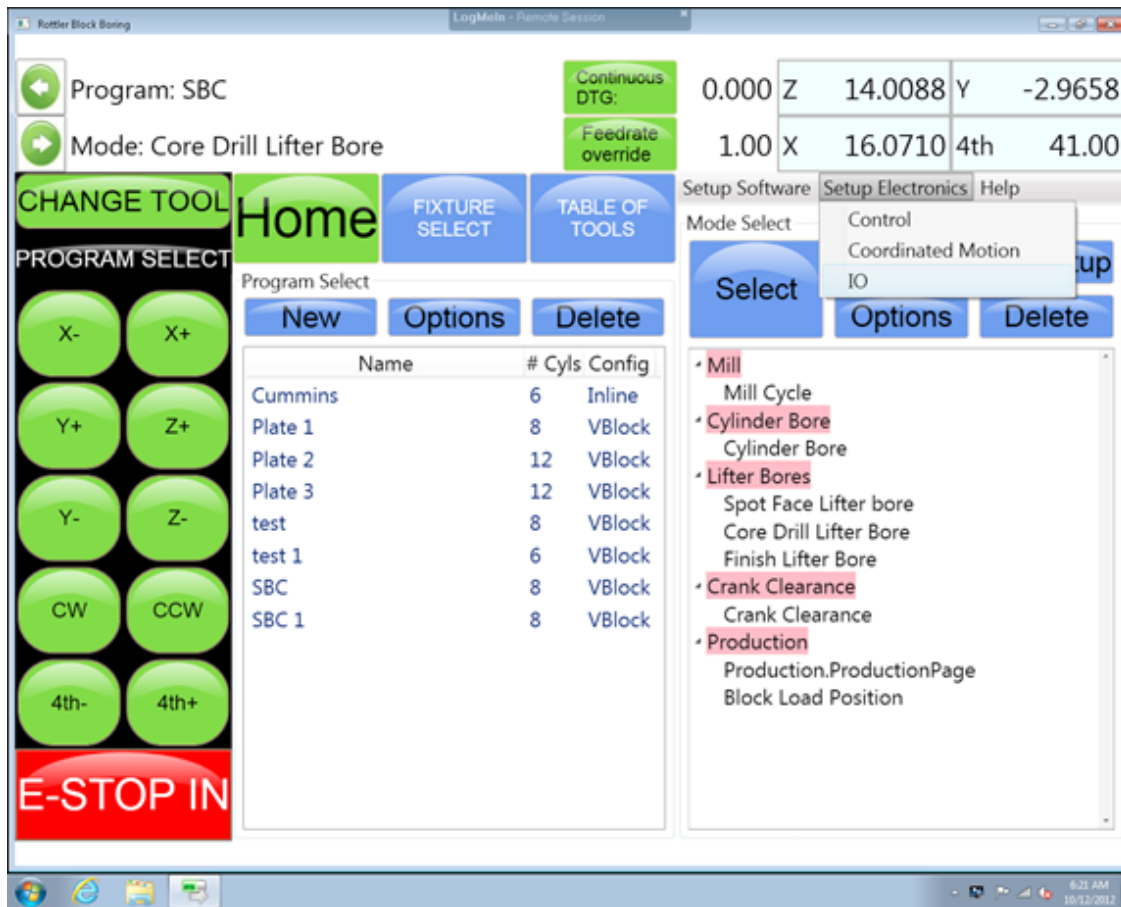 Rottler Block Boring
LogMeIn - Remote Session
Program: SBC
Continuous DTG:
0.000 Z 14.0088 Y -2.9658
Mode: Core Drill Lifter Bore
Feedrate override
1.00 X 16.0710 4th 41.00
CHANGE TOOL
PROGRAM SELECT
X- X+
Y+ Z+
Y- Z-
CW CCW
4th- 4th+
E-STOP IN
Home
FIXTURE SELECT
TABLE OF TOOLS
Program Select
New Options Delete
Name # Cyls Config
Cummins 6 Inline
Plate 1 8 VBlock
Plate 2 12 VBlock
Plate 3 12 VBlock
test 8 VBlock
test 1 6 VBlock
SBC 8 VBlock
SBC 1 8 VBlock
Setup Software Setup Electronics Help
Control
Coordinated Motion
IO
Mode Select
Select
up
Options Delete
Mill
Mill Cycle
Cylinder Bore
Cylinder Bore
Lifter Bores
Spot Face Lifter bore
Core Drill Lifter Bore
Finish Lifter Bore
Crank Clearance
Crank Clearance
Production
Production.ProductionPage
Block Load Position
6:21 AM
10/12/2012